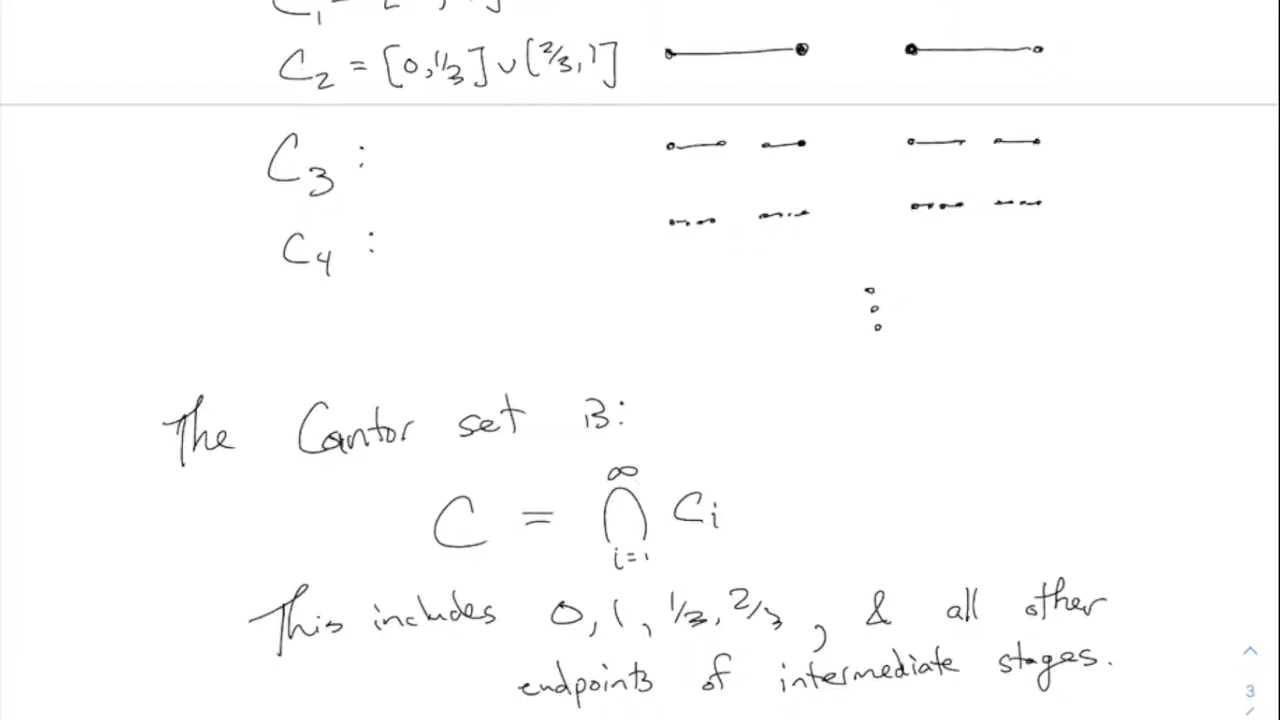 C₁ = [
C₂ = [0,1/3] ∪ [2/3,1]
C₃ :
C₄ :
The Cantor set is:
C = ⋂_{i=1}^{∞} Cᵢ
This includes 0, 1, 1/3, 2/3, & all other
endpoints of intermediate stages.
3